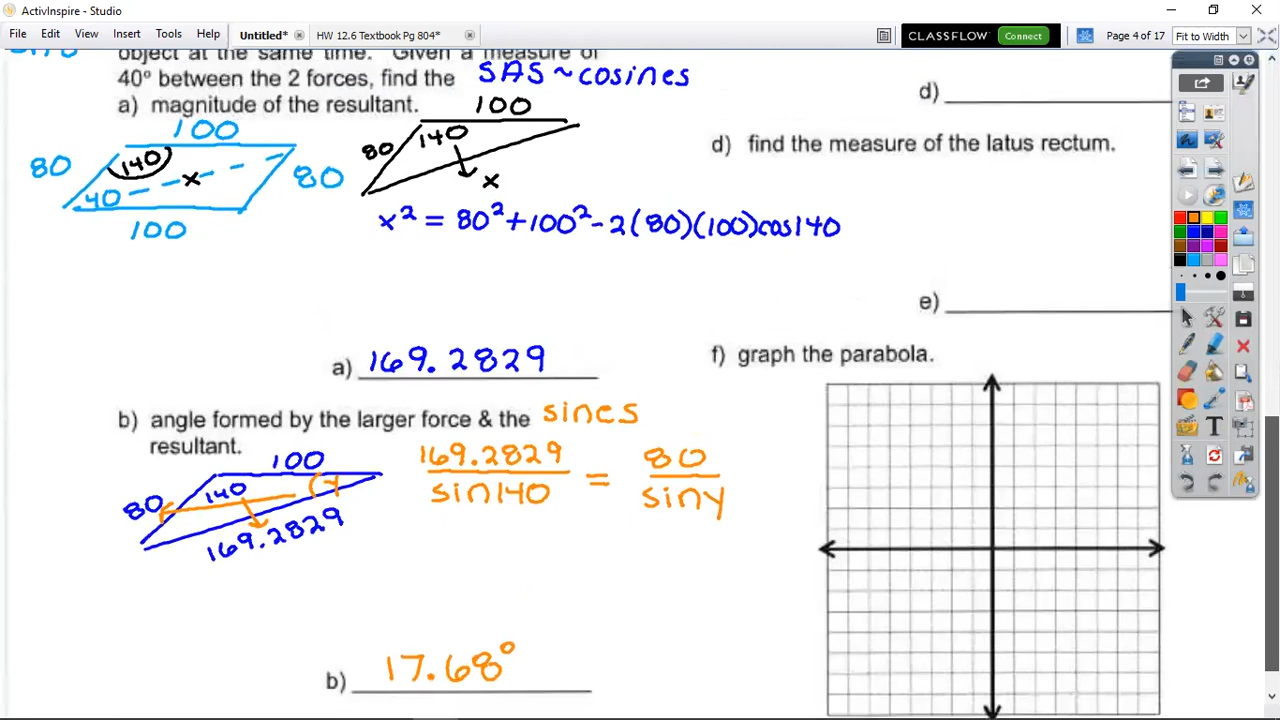 ActivInspire - Studio
File Edit View Insert Tools Help Untitled* HW 12.6 Textbook Pg 804* CLASSFLOW Connect Page 4 of 17 Fit to Width
object at the same time. Given a measure of
40° between the 2 forces, find the SAS ~ cosines
a) magnitude of the resultant.
100
80 140 x
100
80 140 40 x 80
100
x² = 80² + 100² - 2(80)(100)cos140
a) 169.2829
b) angle formed by the larger force & the sines
resultant.
100
80 140 y
169.2829
169.2829 / sin140 = 80 / siny
b) 17.68°
d)
d) find the measure of the latus rectum.
e)
f) graph the parabola.